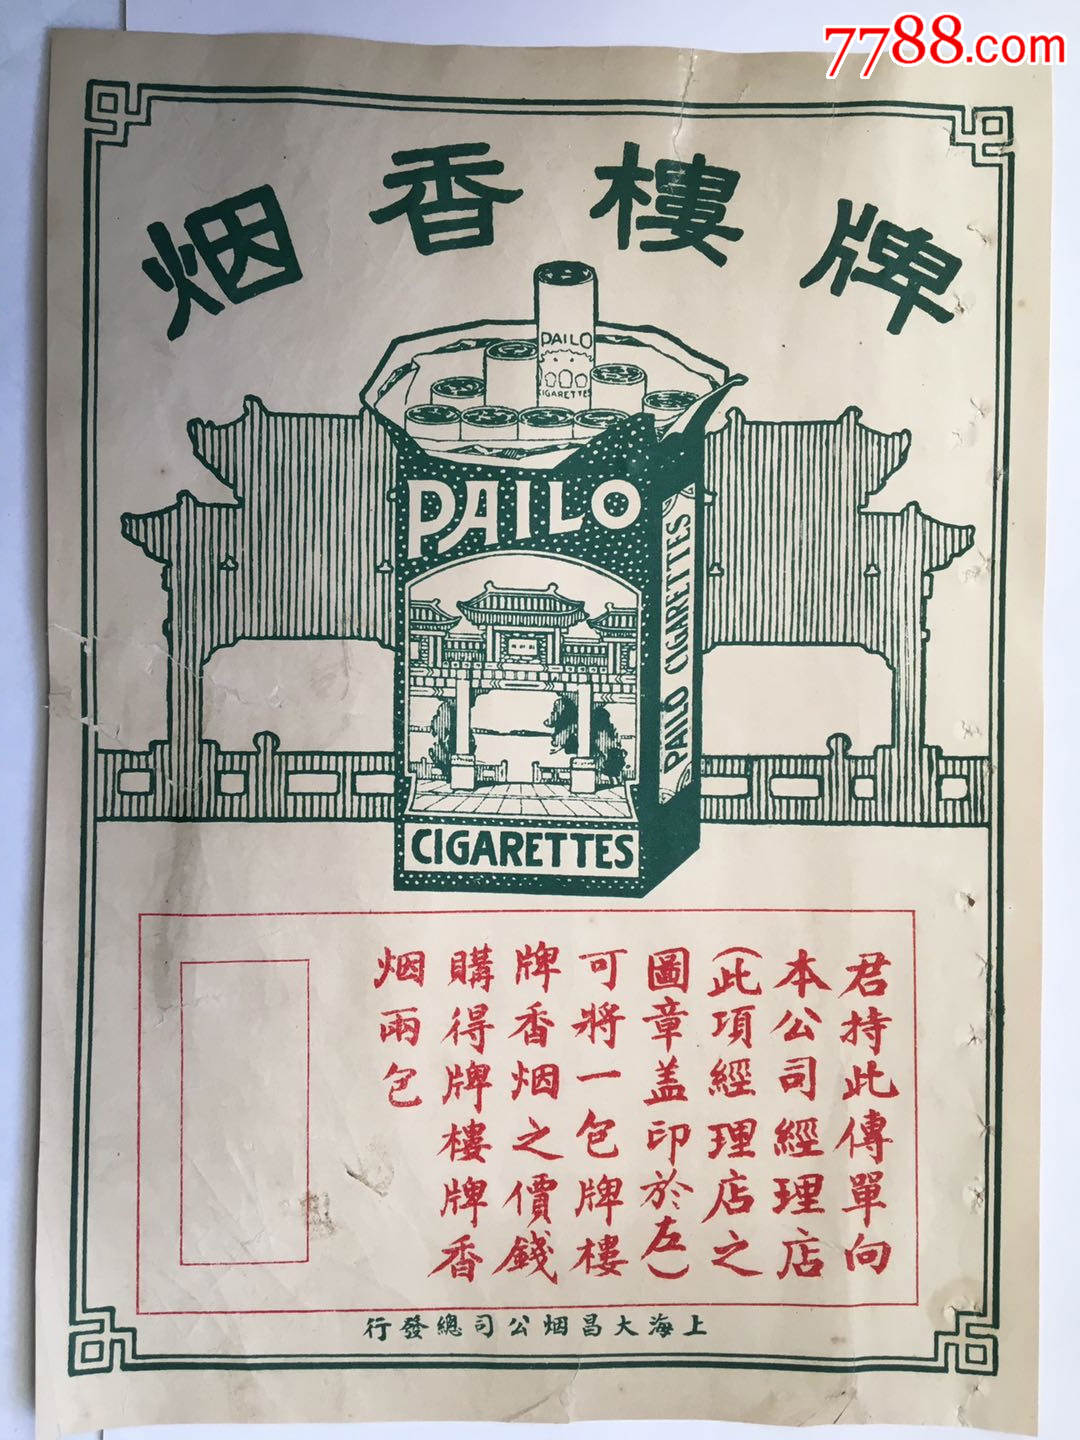 7788.com
牌樓香烟
PAILO
CIGARETTES
PAILO
CIGARETTES
PAILO CIGARETTES
君持此傳單向
本公司經理店
（此項經理店之
圖章盖印於左）
可將一包牌樓
牌香烟之價錢
購得牌樓牌香
烟兩包
上海大昌烟公司總發行